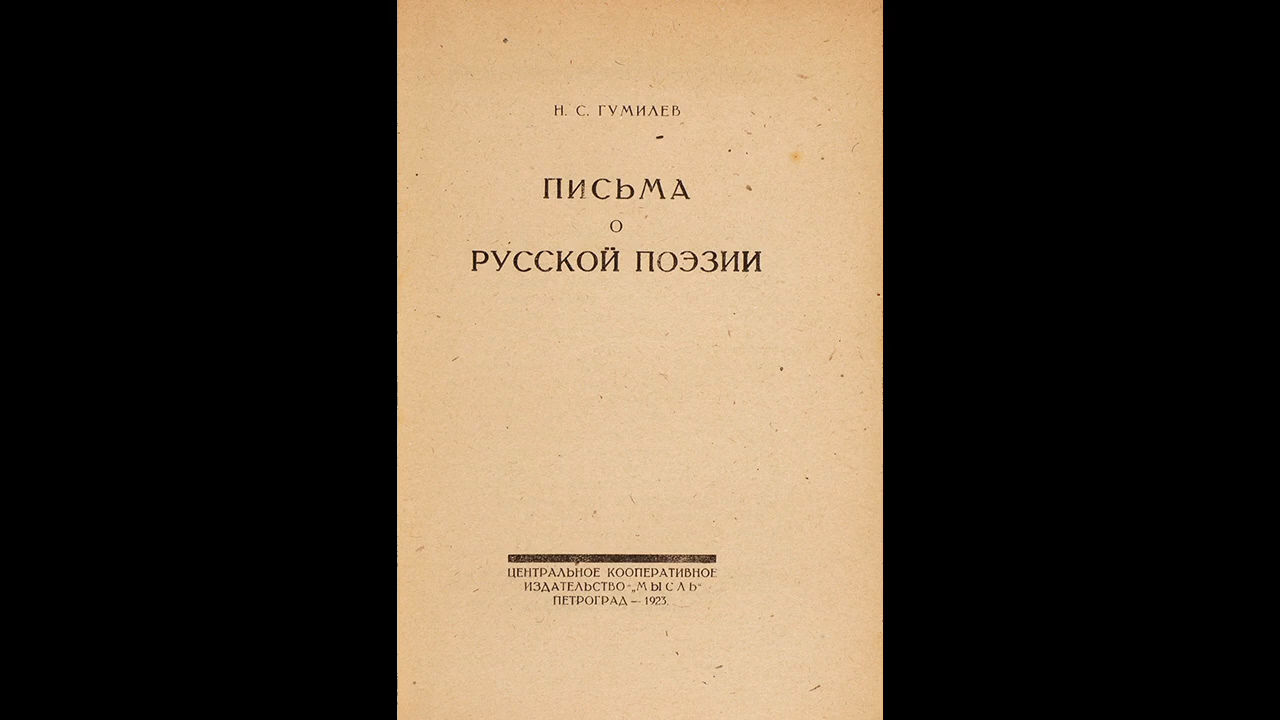 Н. С. ГУМИЛЕВ
ПИСЬМА
О
РУССКОЙ ПОЭЗИИ
ЦЕНТРАЛЬНОЕ КООПЕРАТИВНОЕ
ИЗДАТЕЛЬСТВО „МЫСЛЬ"
ПЕТРОГРАД — 1923.